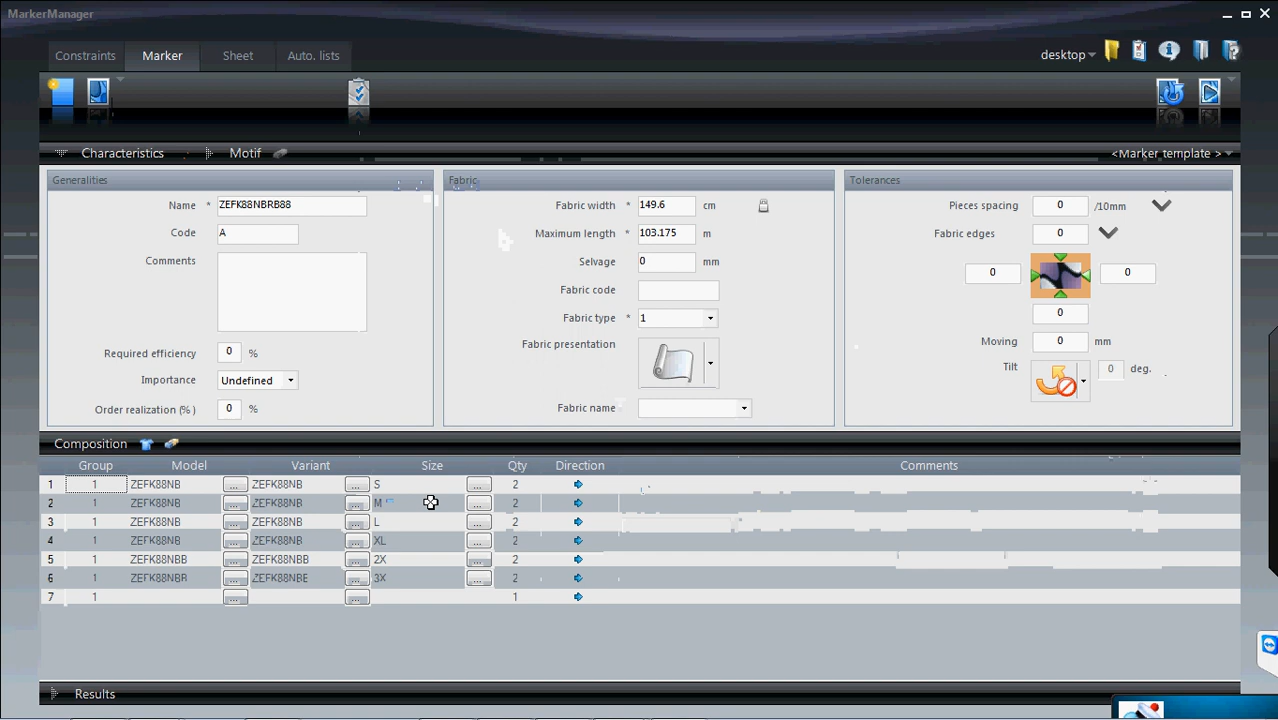 MarkerManager
Constraints Marker Sheet Auto. lists desktop
Characteristics Motif <Marker template >
Generalities Fabric Tolerances
Name * ZEFK88NBRB88 Fabric width * 149.6 cm Pieces spacing 0 /10mm
Code A Maximum length * 103.175 m Fabric edges 0
Comments Selvage 0 mm 0 0
Fabric code
Fabric type * 1 0
Fabric presentation Moving 0 mm
Required efficiency 0 % Tilt 0 deg.
Importance Undefined
Order realization (% ) 0 % Fabric name
Composition
Group Model Variant Size Qty Direction Comments
1 1 ZEFK88NB ... ZEFK88NB ... S ... 2
2 1 ZEFK88NB ... ZEFK88NB ... M ... 2
3 1 ZEFK88NB ... ZEFK88NB ... L ... 2
4 1 ZEFK88NB ... ZEFK88NB ... XL ... 2
5 1 ZEFK88NBB ... ZEFK88NBB ... 2X ... 2
6 1 ... ... 3X ... 2
7 1 ... ... 1
Results